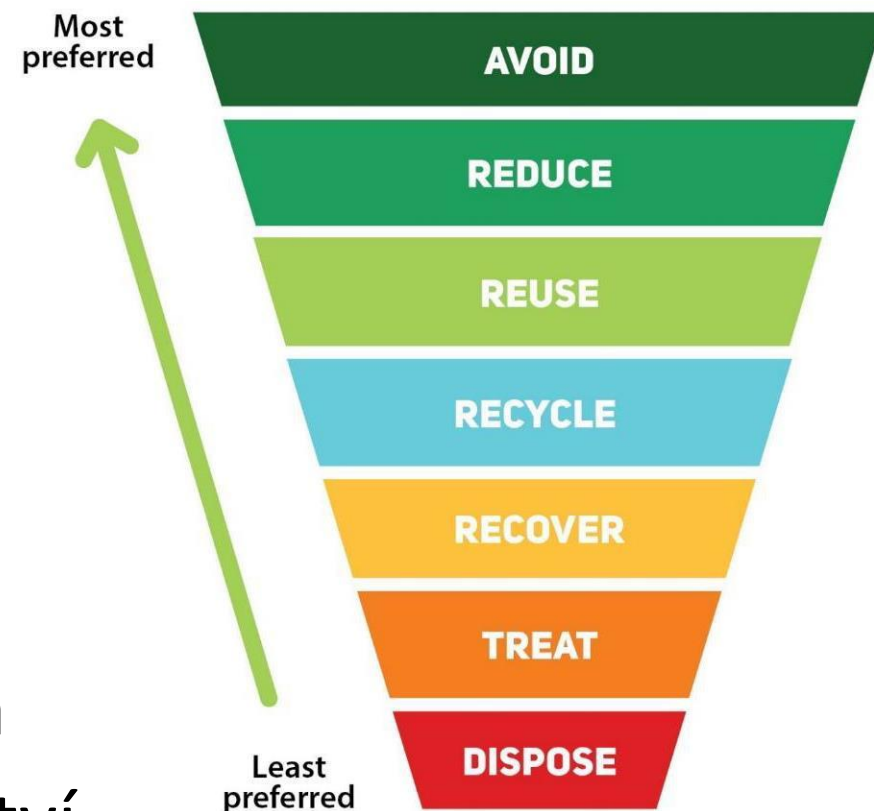 Most
preferred
AVOID
REDUCE
REUSE
RECYCLE
RECOVER
TREAT
DISPOSE
Least
preferred